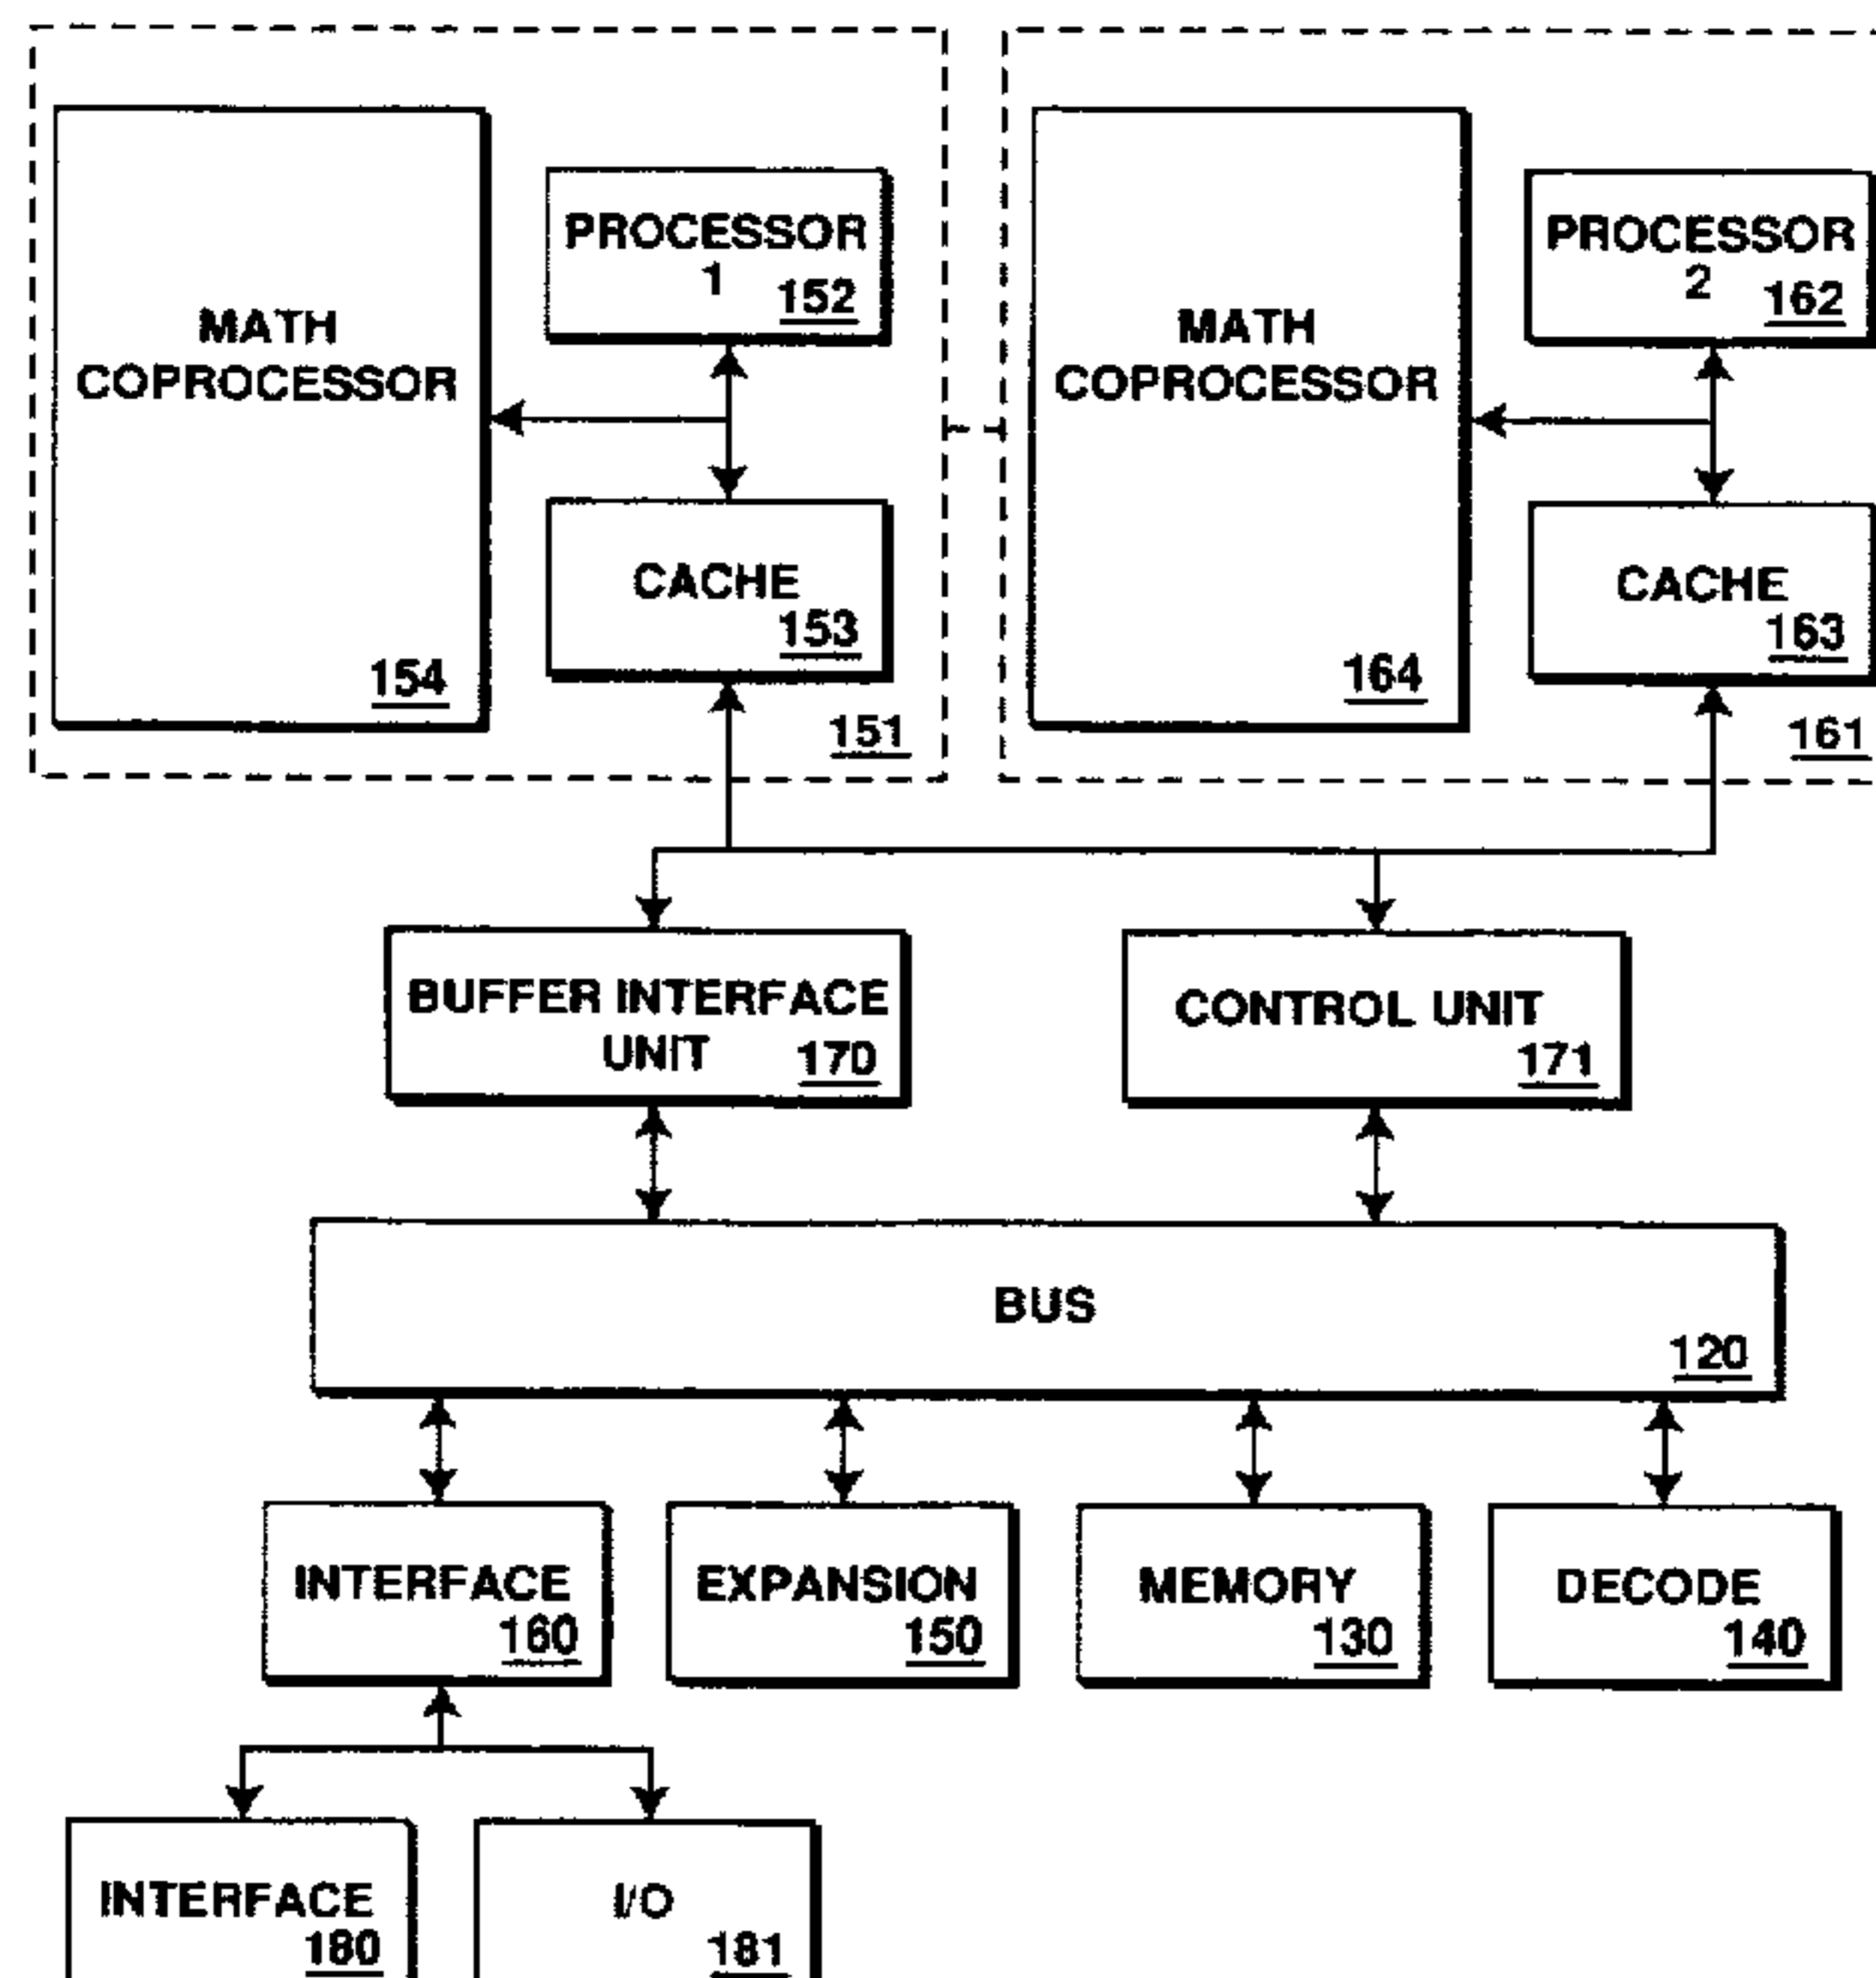 MATH
COPROCESSOR
154
PROCESSOR
1
152
CACHE
153
151
MATH
COPROCESSOR
164
PROCESSOR
2
162
CACHE
163
161
BUFFER INTERFACE
UNIT
170
CONTROL UNIT
171
BUS
120
INTERFACE
160
EXPANSION
150
MEMORY
130
DECODE
140
INTERFACE
180
I/O
181